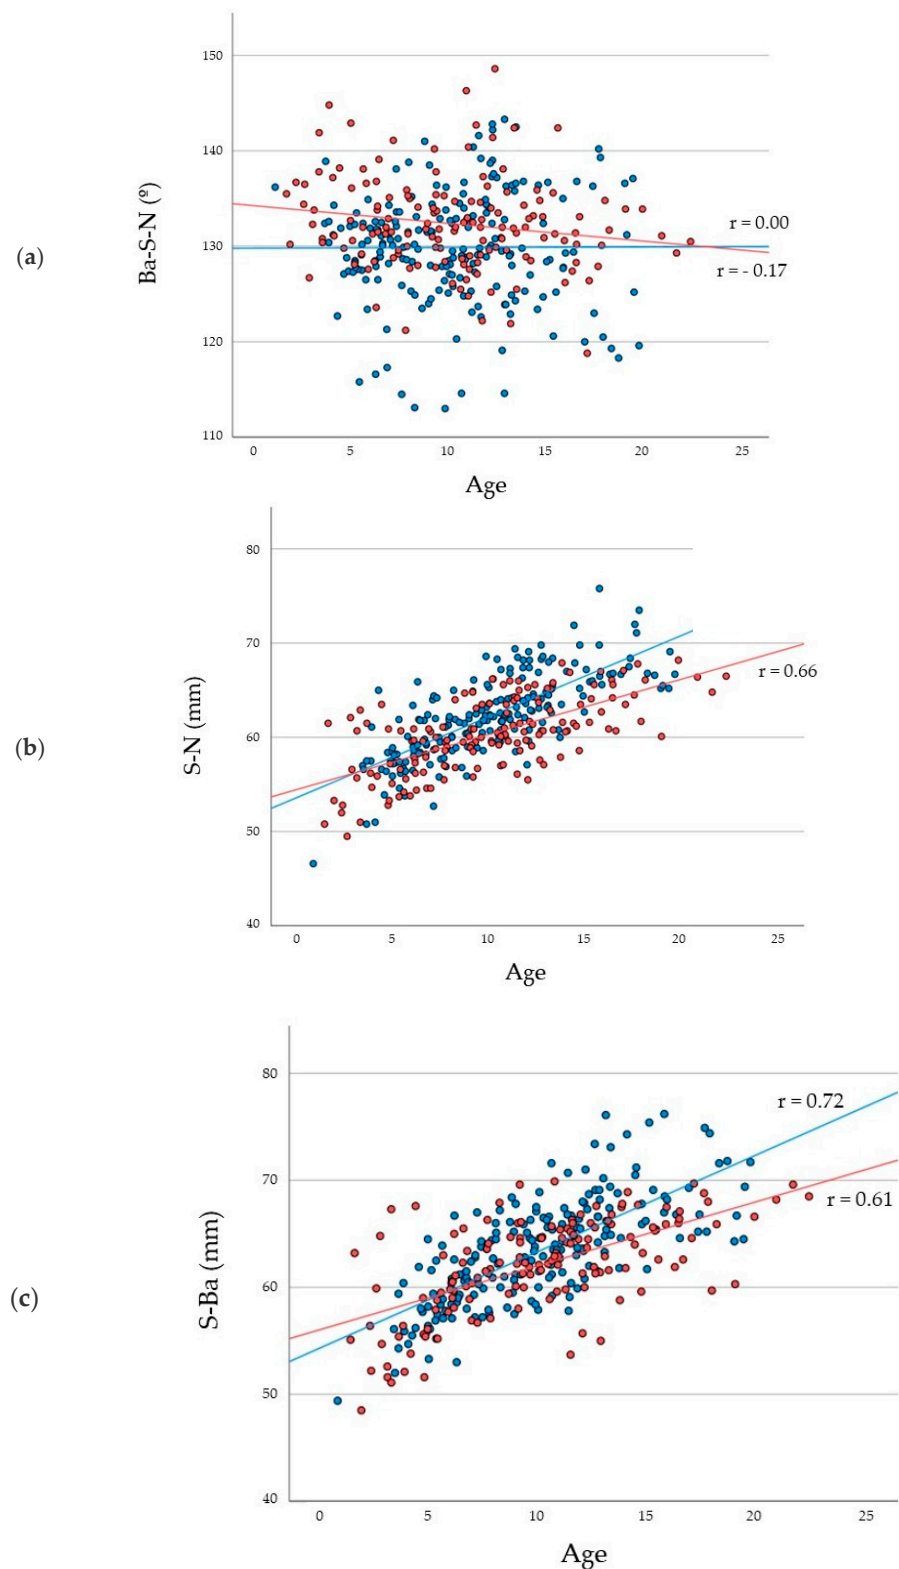 150
140
r = 0.00
130
Ba-S-N (º)
(a)
r = - 0.17
120
110
0 5 10 15 20 25
Age
80
70
r = 0.66
S-N (mm)
(b)
60
50
40
0 5 10 15 20 25
Age
80
r = 0.72
70
r = 0.61
S-Ba (mm)
(c)
60
50
40
0 5 10 15 20 25
Age